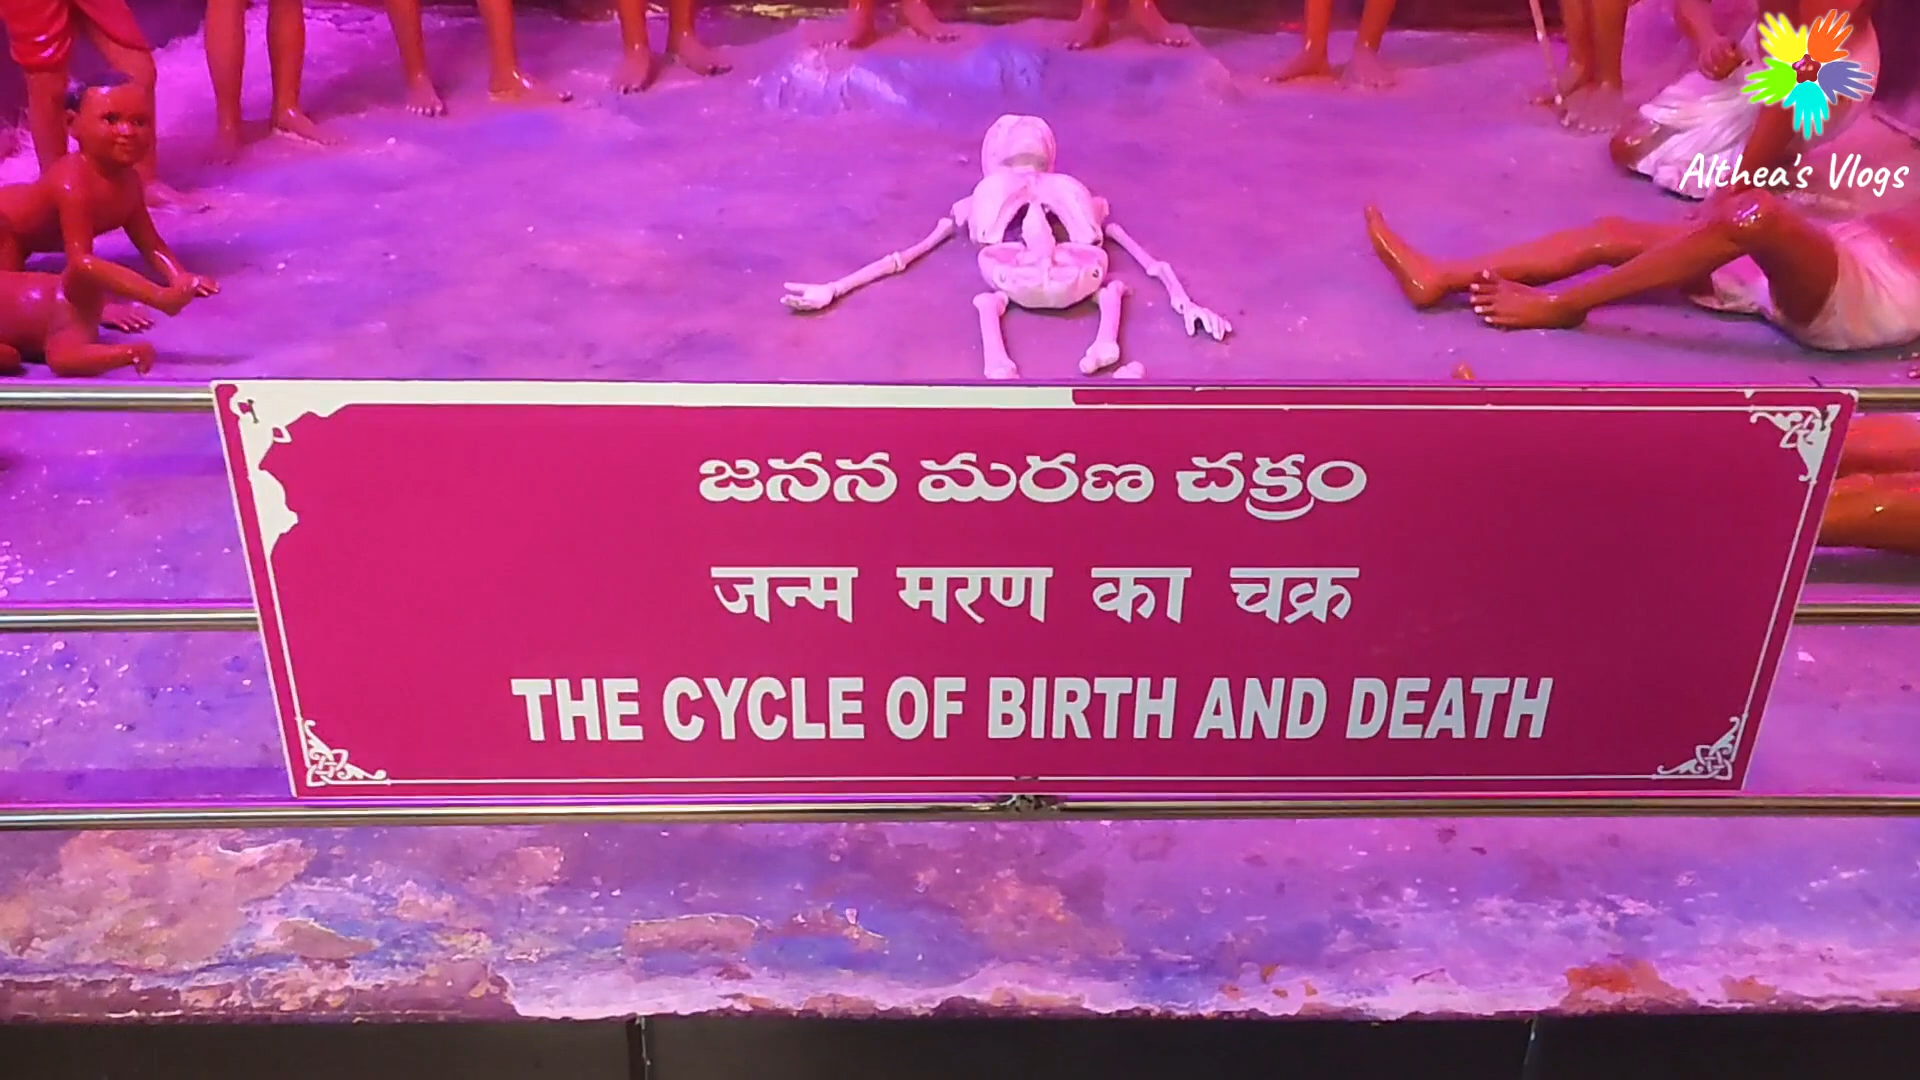 Althea's Vlogs
జనన మరణ చక్రం
जन्म मरण का चक्र
THE CYCLE OF BIRTH AND DEATH